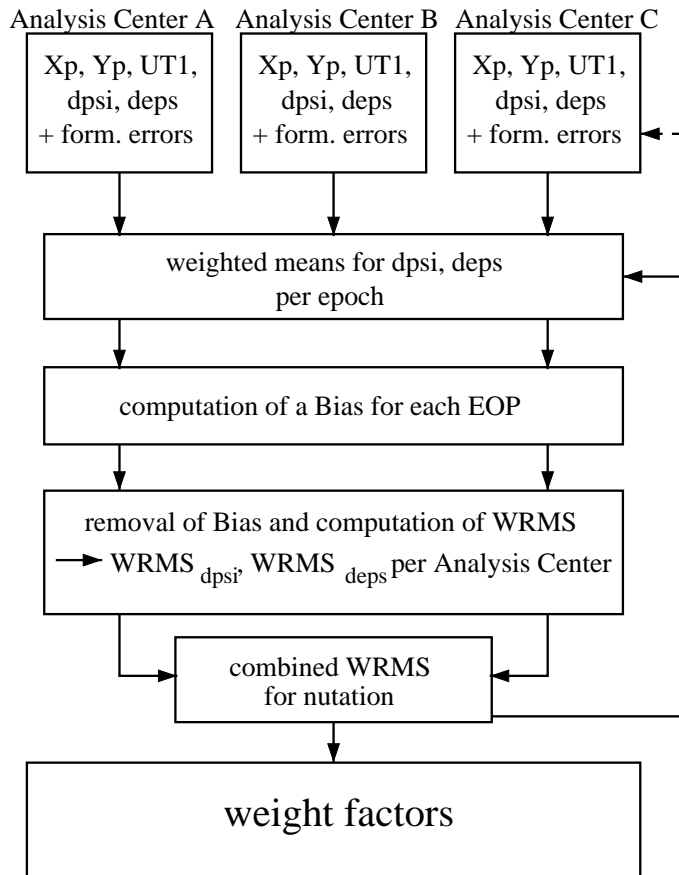 Analysis Center A
Analysis Center B
Analysis Center C
Xp, Yp, UT1,
dpsi, deps
+ form. errors
Xp, Yp, UT1,
dpsi, deps
+ form. errors
Xp, Yp, UT1,
dpsi, deps
+ form. errors
weighted means for dpsi, deps
per epoch
computation of a Bias for each EOP
removal of Bias and computation of WRMS
WRMS dpsi, WRMS deps per Analysis Center
combined WRMS
for nutation
weight factors